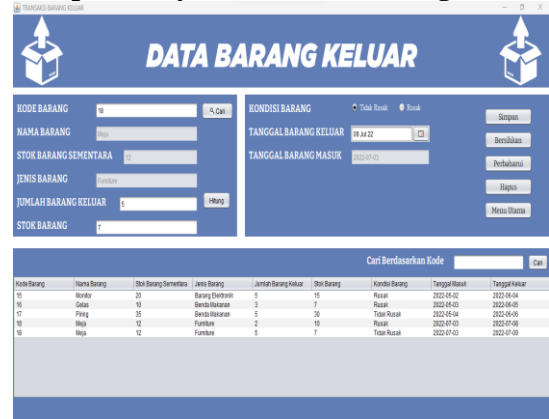 TRANSAKSI BARANG KELUAR
DATA BARANG KELUAR
KODE BARANG 18 Cari
NAMA BARANG Meja
STOK BARANG SEMENTARA 12
JENIS BARANG Furniture
JUMLAH BARANG KELUAR 5 Hitung
STOK BARANG 7
KONDISI BARANG Tidak Rusak Rusak
TANGGAL BARANG KELUAR 09 Jul 22
TANGGAL BARANG MASUK 2022-07-03
Simpan
Bersihkan
Perbaharui
Hapus
Menu Utama
Cari Berdasarkan Kode Cari
Kode Barang Nama Barang Stok Barang Sementara Jenis Barang Jumlah Barang Keluar Stok Barang Kondisi Barang Tanggal Masuk Tanggal Keluar
15 Monitor 20 Barang Elektronik 5 15 Rusak 2022-05-02 2022-06-04
16 Gelas 10 Benda Makanan 3 7 Rusak 2022-05-03 2022-06-05
17 Piring 35 Benda Makanan 5 30 Tidak Rusak 2022-05-04 2022-06-06
18 Meja 12 Furniture 2 10 Rusak 2022-07-03 2022-07-08
18 Meja 12 Furniture 5 7 Tidak Rusak 2022-07-03 2022-07-09